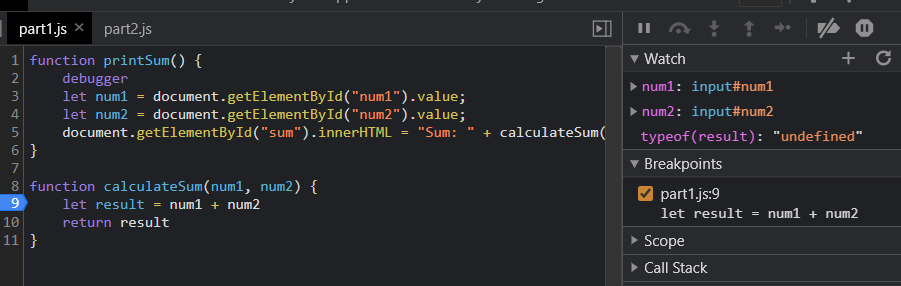 part1.js × part2.js
1 function printSum() {
2 debugger
3 let num1 = document.getElementById("num1").value;
4 let num2 = document.getElementById("num2").value;
5 document.getElementById("sum").innerHTML = "Sum: " + calculateSum(
6 }
7
8 function calculateSum(num1, num2) {
9 let result = num1 + num2
10 return result
11 }
Watch
num1: input#num1
num2: input#num2
typeof(result): "undefined"
Breakpoints
part1.js:9
let result = num1 + num2
Scope
Call Stack